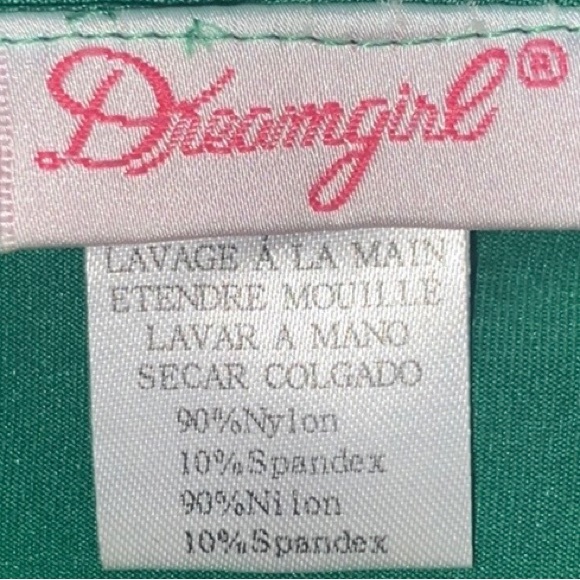 Dreamgirl®
LAVAGE Á LA MAIN
ETENDRE MOUILLÉ
LAVAR A MANO
SECAR COLGADO
90%Nylon
10%Spandex
90%Nilon
10%Spandex